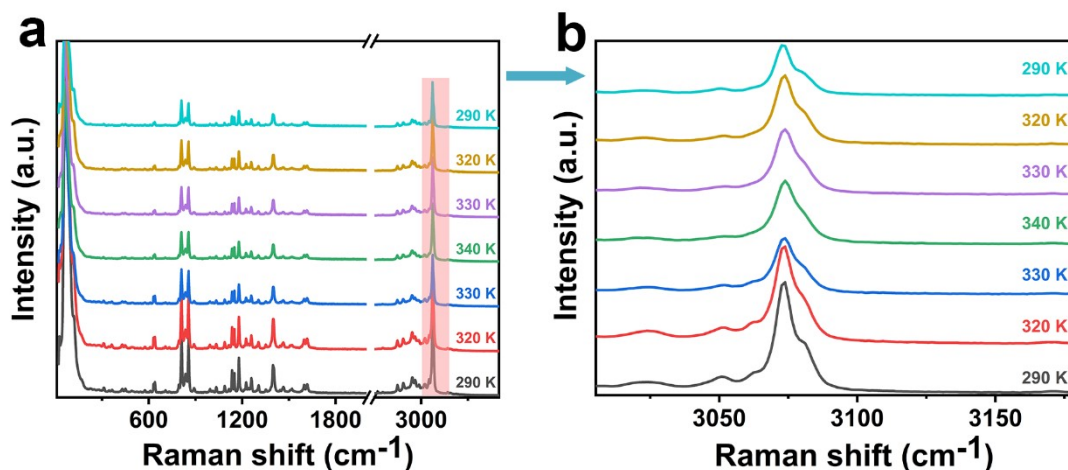 a
Intensity (a.u.)
290 K
320 K
330 K
340 K
330 K
320 K
290 K
600
1200
1800
3000
Raman shift (cm-1)
b
Intensity (a.u.)
290 K
320 K
330 K
340 K
330 K
320 K
290 K
3050
3100
3150
Raman shift (cm-1)